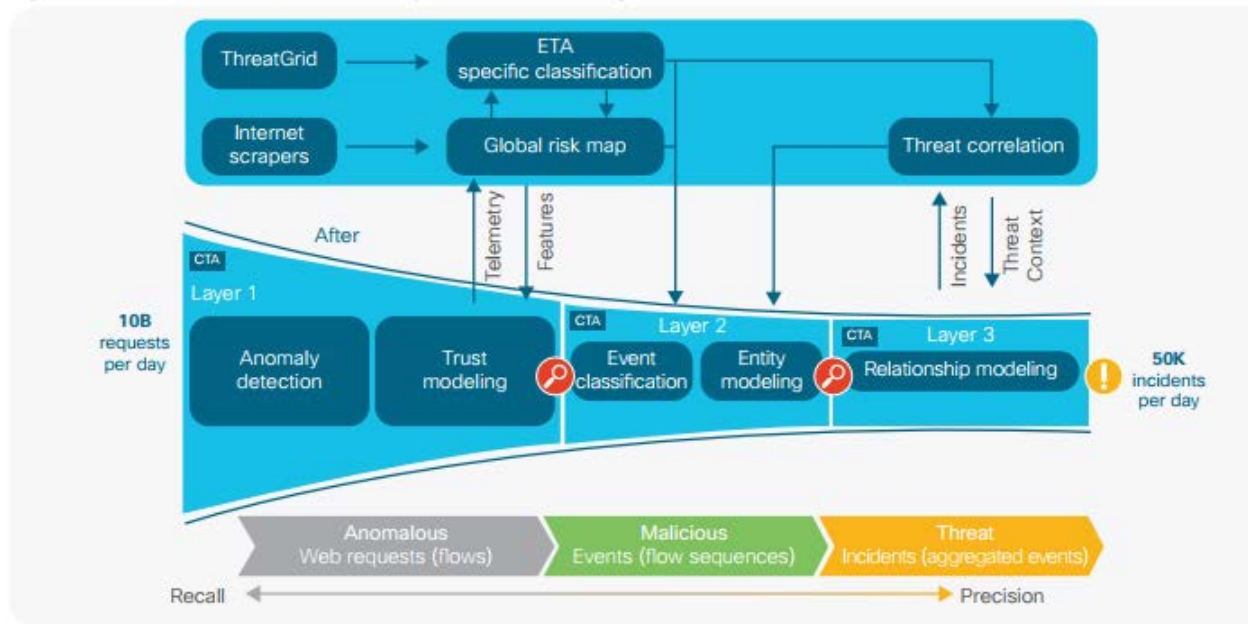 ThreatGrid
ETA
specific classification
Internet
scrapers
Global risk map
Threat correlation
After
Telemetry
Features
Incidents
Threat
Context
CTA
Layer 1
10B
requests
per day
Anomaly
detection
Trust
modeling
CTA
Layer 2
Event
classification
Entity
modeling
CTA
Layer 3
Relationship modeling
50K
incidents
per day
Anomalous
Web requests (flows)
Malicious
Events (flow sequences)
Threat
Incidents (aggregated events)
Recall
Precision